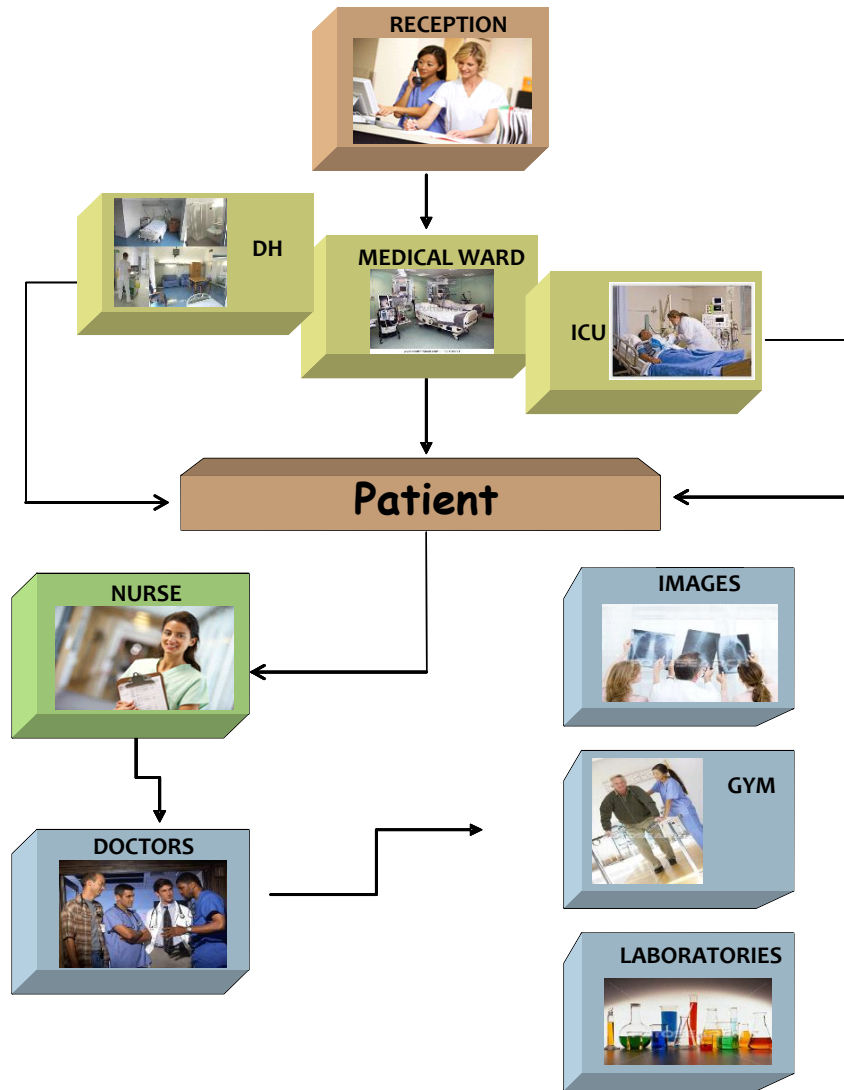 RECEPTION
DH
MEDICAL WARD
ICU
Patient
NURSE
IMAGES
GYM
DOCTORS
LABORATORIES